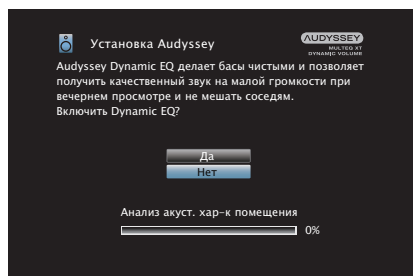 Установка Audyssey
AUDYSSEY
MULTEQ XT
DYNAMIC VOLUME
Audyssey Dynamic EQ делает басы чистыми и позволяет
получить качественный звук на малой громкости при
вечернем просмотре и не мешать соседям.
Включить Dynamic EQ?
Да
Нет
Анализ акуст. хар-к помещения
0%